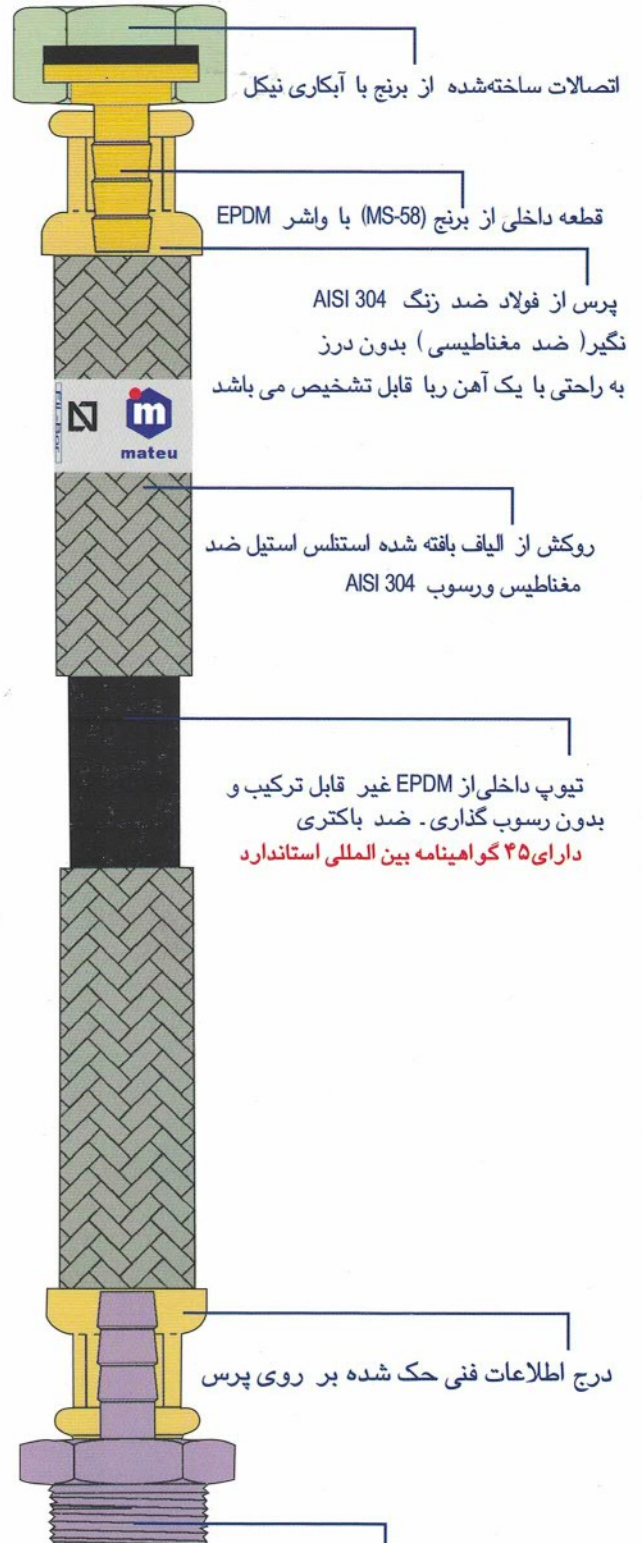 اتصالات ساخته‌شده از برنج با آبکاری نیکل
قطعه داخلی از برنج (MS-58) با واشر EPDM
پرس از فولاد ضد زنگ AISI 304
نگیر( ضد مغناطیسی ) بدون درز
به راحتی با یک آهن ربا قابل تشخیص می باشد
m
mateu
روکش از الیاف بافته شده استنلس استیل ضد
مغناطیس ورسوب AISI 304
تیوپ داخلی‌از EPDM غیر قابل ترکیب و
بدون رسوب گذاری. ضد باکتری
دارای۴۵ گواهینامه بین المللی استاندارد
درج اطلاعات فنی حک شده بر روی پرس